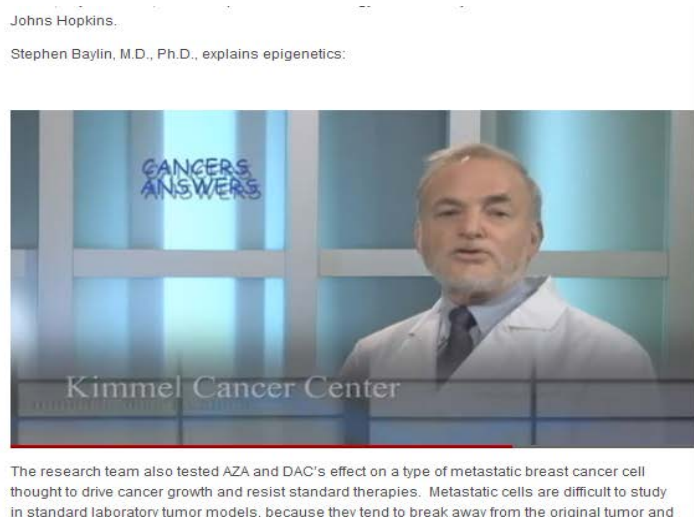 Johns Hopkins.
Stephen Baylin, M.D., Ph.D., explains epigenetics:
CANCERS
ANSWERS
Kimmel Cancer Center
The research team also tested AZA and DAC's effect on a type of metastatic breast cancer cell
thought to drive cancer growth and resist standard therapies.  Metastatic cells are difficult to study
in standard laboratory tumor models, because they tend to break away from the original tumor and